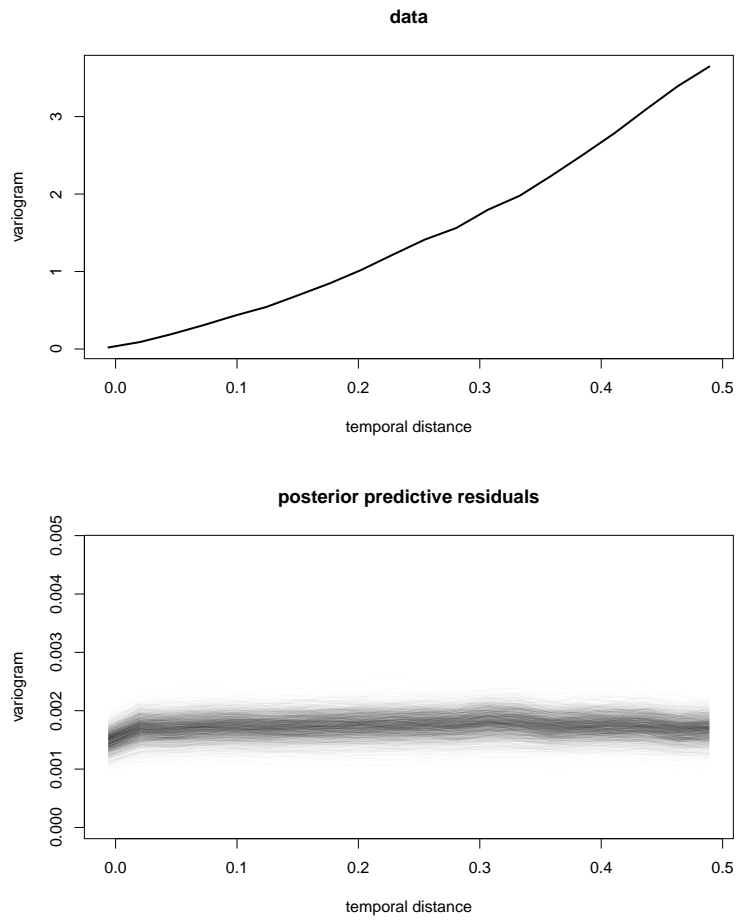 data
variogram
3
2
1
0
0.0 0.1 0.2 0.3 0.4 0.5
temporal distance
posterior predictive residuals
variogram
0.005
0.004
0.003
0.002
0.001
0.000
0.0 0.1 0.2 0.3 0.4 0.5
temporal distance